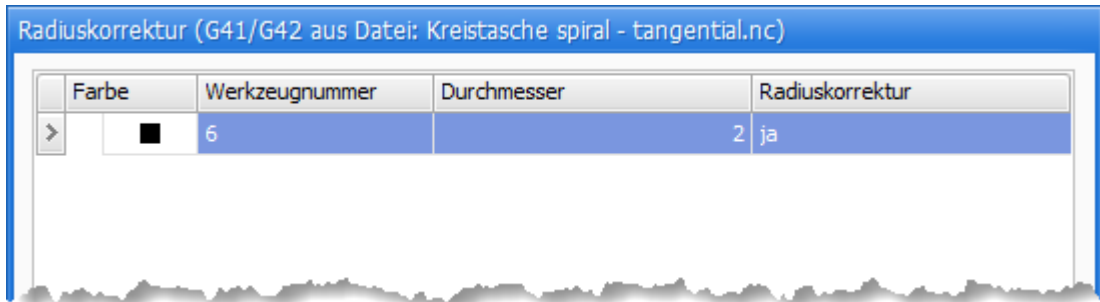 Radiuskorrektur (G41/G42 aus Datei: Kreistasche spiral - tangential.nc)
Farbe Werkzeugnummer Durchmesser Radiuskorrektur
6 2 ja